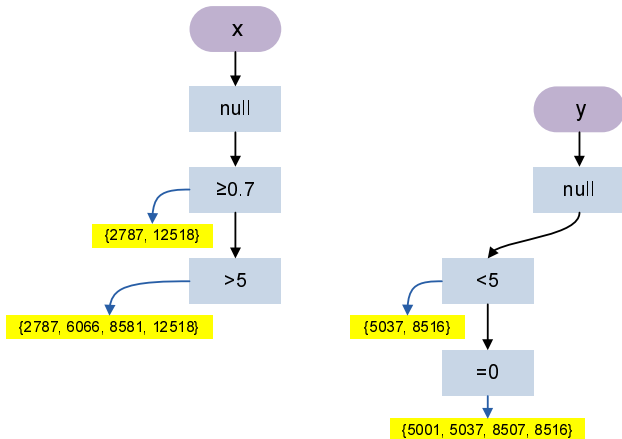 x
null
≥0.7
{2787, 12518}
>5
{2787, 6066, 8581, 12518}
y
null
<5
{5037, 8516}
=0
{5001, 5037, 8507, 8516}